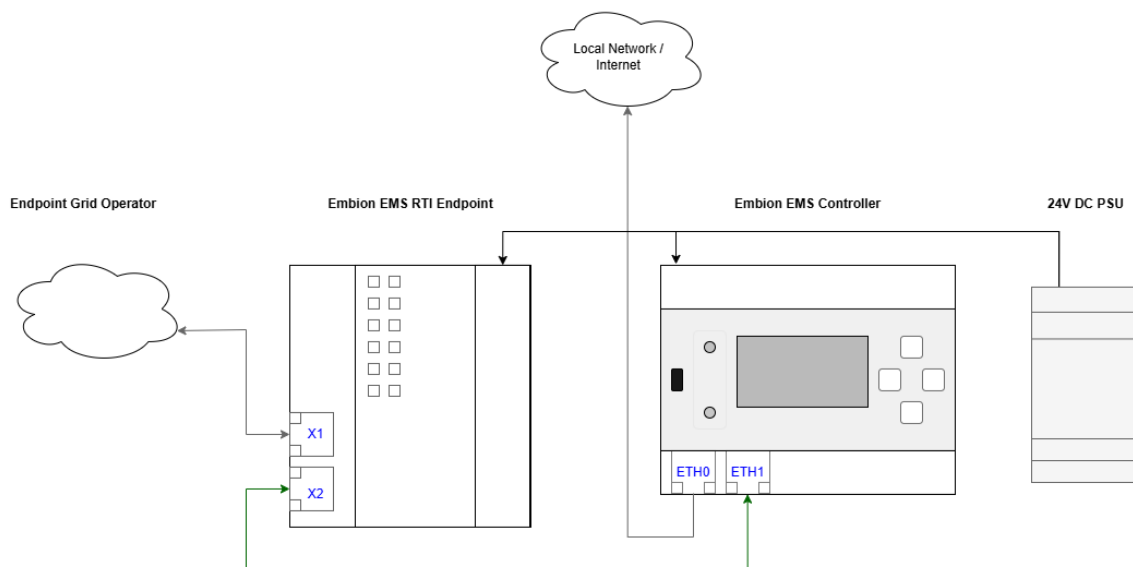 Local Network /
Internet
Endpoint Grid Operator
Embion EMS RTI Endpoint
Embion EMS Controller
24V DC PSU
X1
X2
ETH0
ETH1